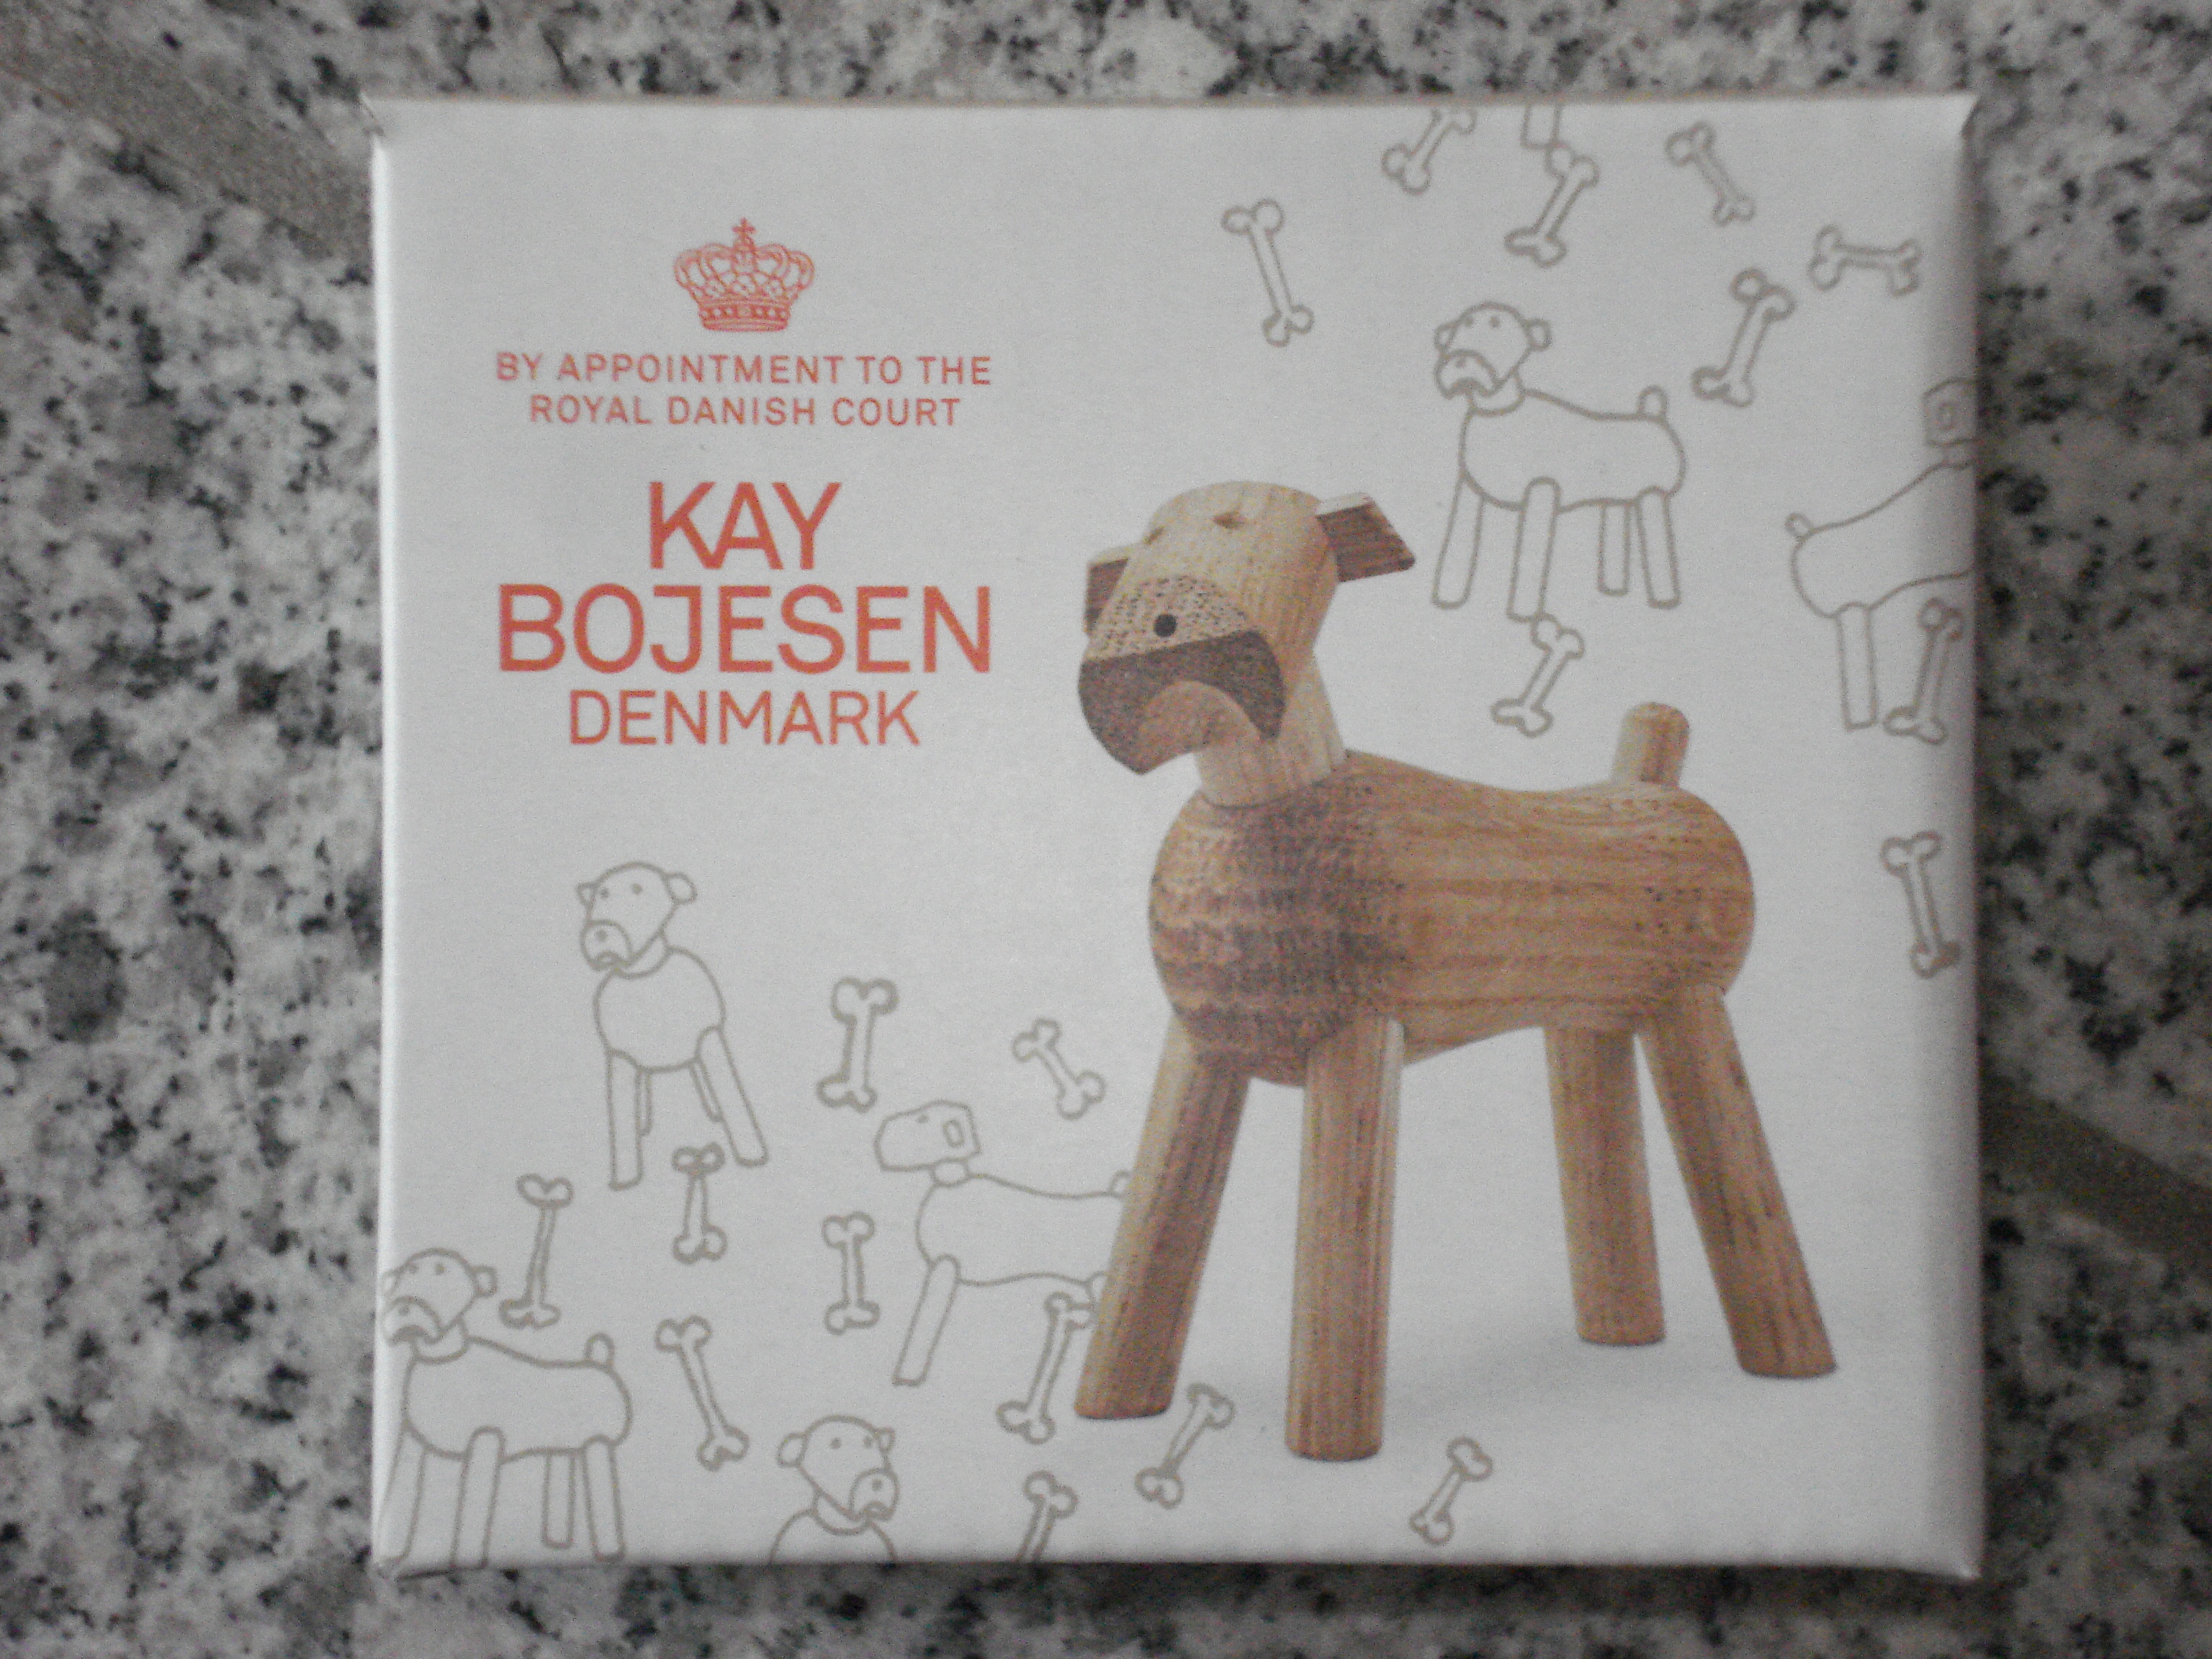 BY APPOINTMENT TO THE
ROYAL DANISH COURT
KAY
BOJESEN
DENMARK